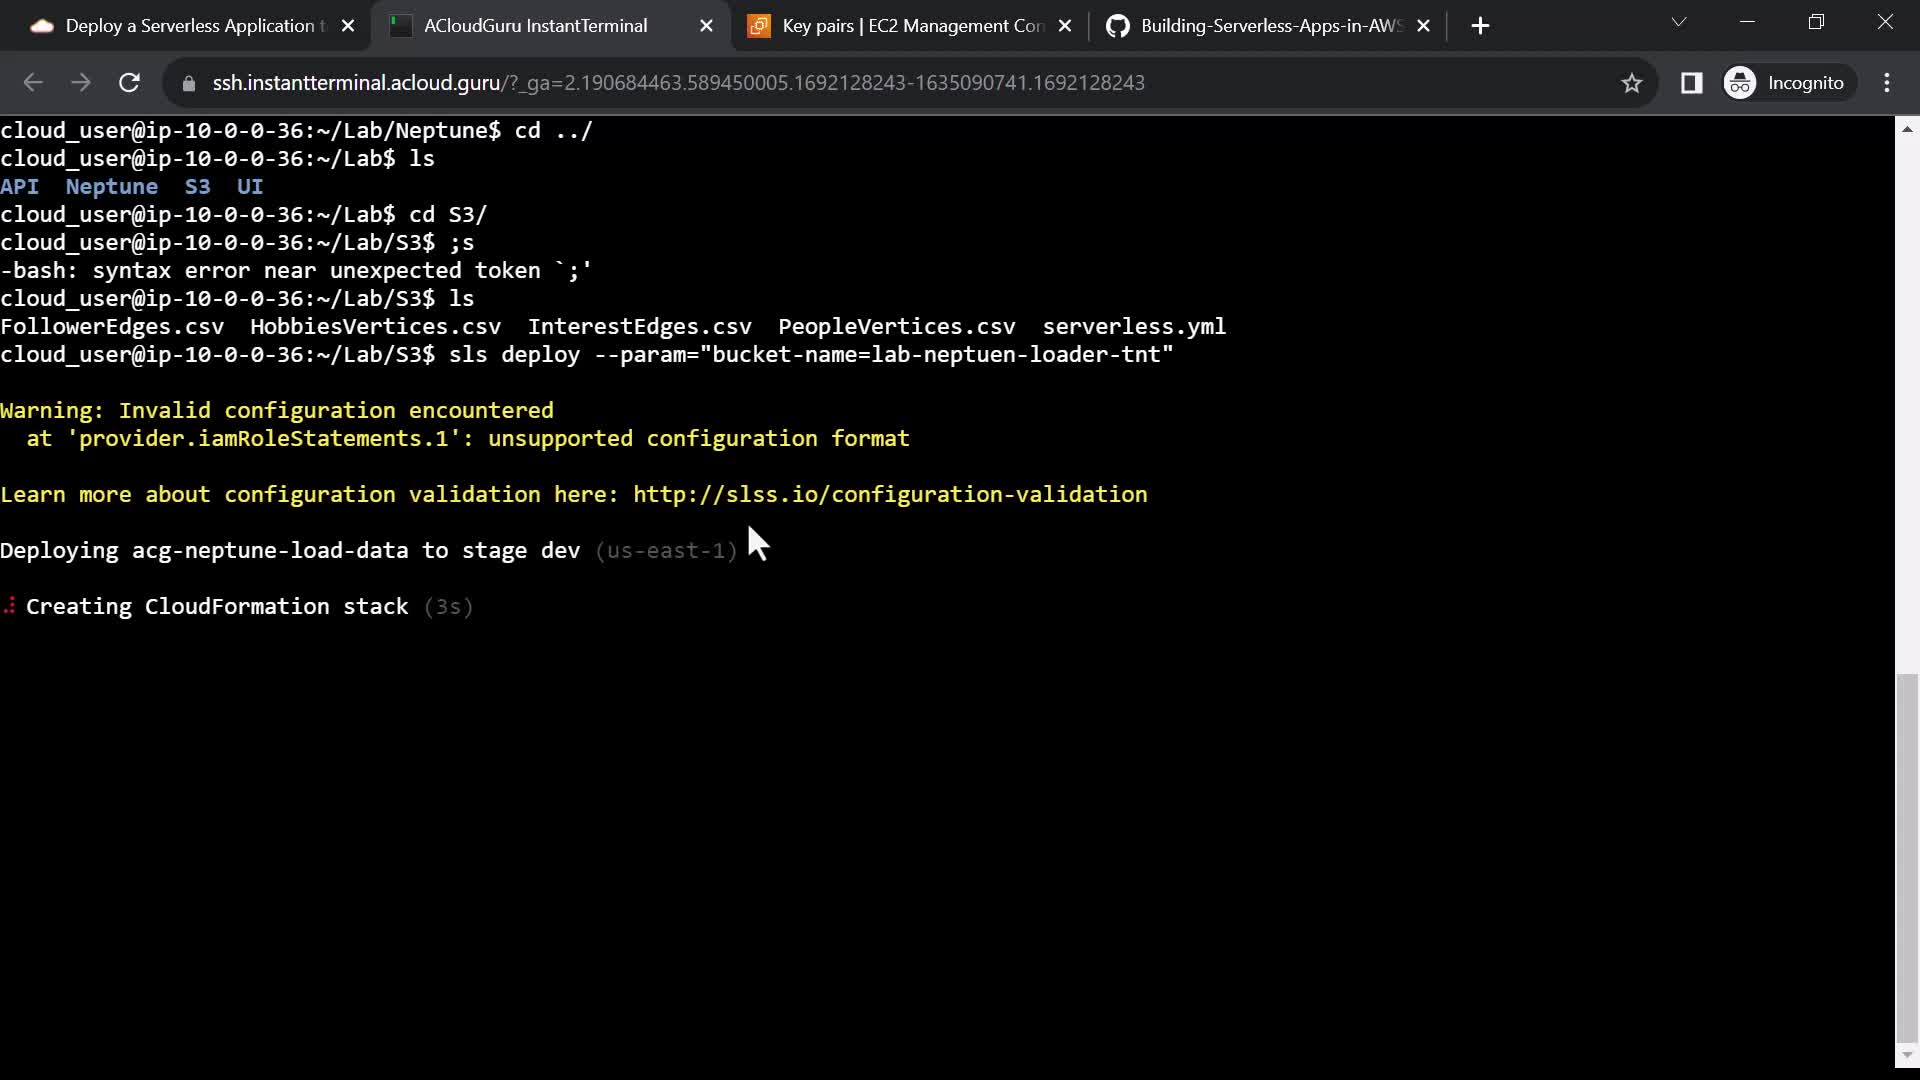 Deploy a Serverless Application t
ACloudGuru InstantTerminal
Key pairs | EC2 Management Con
Building-Serverless-Apps-in-AWS
ssh.instantterminal.acloud.guru/?_ga=2.190684463.589450005.1692128243-1635090741.1692128243
Incognito
cloud_user@ip-10-0-0-36:~/Lab/Neptune$ cd ../
cloud_user@ip-10-0-0-36:~/Lab$ ls
API  Neptune  S3  UI
cloud_user@ip-10-0-0-36:~/Lab$ cd S3/
cloud_user@ip-10-0-0-36:~/Lab/S3$ ;s
-bash: syntax error near unexpected token `;'
cloud_user@ip-10-0-0-36:~/Lab/S3$ ls
FollowerEdges.csv  HobbiesVertices.csv  InterestEdges.csv  PeopleVertices.csv  serverless.yml
cloud_user@ip-10-0-0-36:~/Lab/S3$ sls deploy --param="bucket-name=lab-neptuen-loader-tnt"
Warning: Invalid configuration encountered
  at 'provider.iamRoleStatements.1': unsupported configuration format
Learn more about configuration validation here: http://slss.io/configuration-validation
Deploying acg-neptune-load-data to stage dev (us-east-1)
Creating CloudFormation stack (3s)